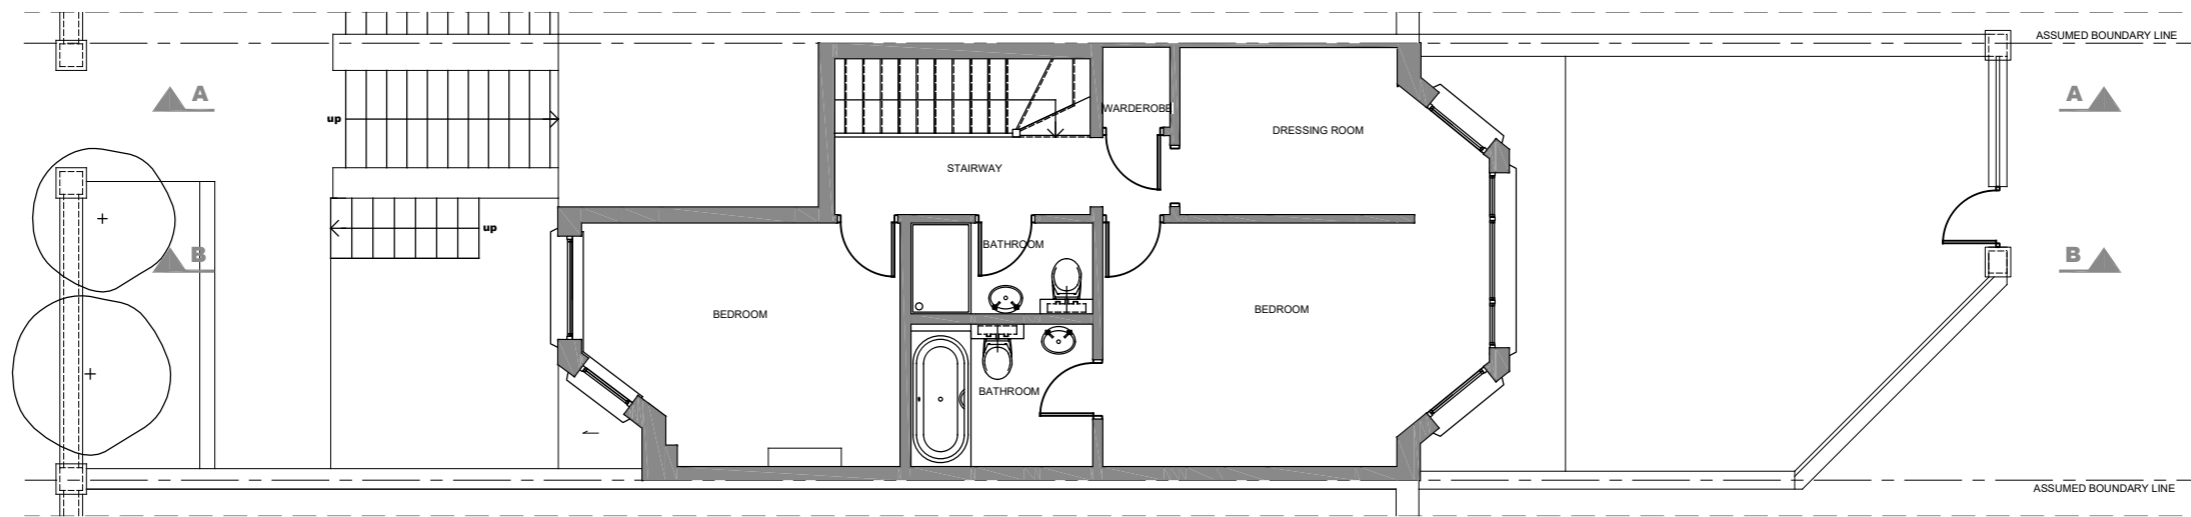 ASSUMED BOUNDARY LINE
A
A
WARDEROBE
up
DRESSING ROOM
STAIRWAY
up
BATHROOM
B
B
BEDROOM
BEDROOM
BATHROOM
ASSUMED BOUNDARY LINE